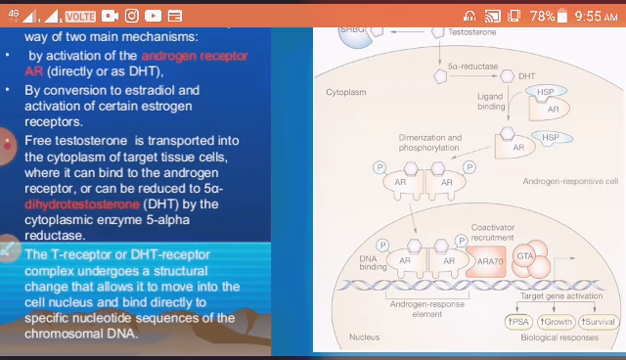 4G VOLTE 78% 9:55 AM
way of two main mechanisms:
• by activation of the androgen receptor
AR (directly or as DHT),
• By conversion to estradiol and
activation of certain estrogen
receptors.
Free testosterone is transported into
the cytoplasm of target tissue cells,
where it can bind to the androgen
receptor, or can be reduced to 5α-
dihydrotestosterone (DHT) by the
cytoplasmic enzyme 5-alpha
reductase.
The T-receptor or DHT-receptor
complex undergoes a structural
change that allows it to move into the
cell nucleus and bind directly to
specific nucleotide sequences of the
chromosomal DNA.
SHBG
Testosterone
5α-reductase
DHT
Cytoplasm
Ligand
binding
HSP
AR
Dimerization and
phosphorylation
AR
HSP
P
P
AR
AR
Androgen-responsive cell
Coactivator
recruitment
P
P
DNA
binding
AR
AR
ARA70
GTA
Androgen-response
element
Target gene activation
↑PSA
↑Growth
↑Survival
Nucleus
Biological responses